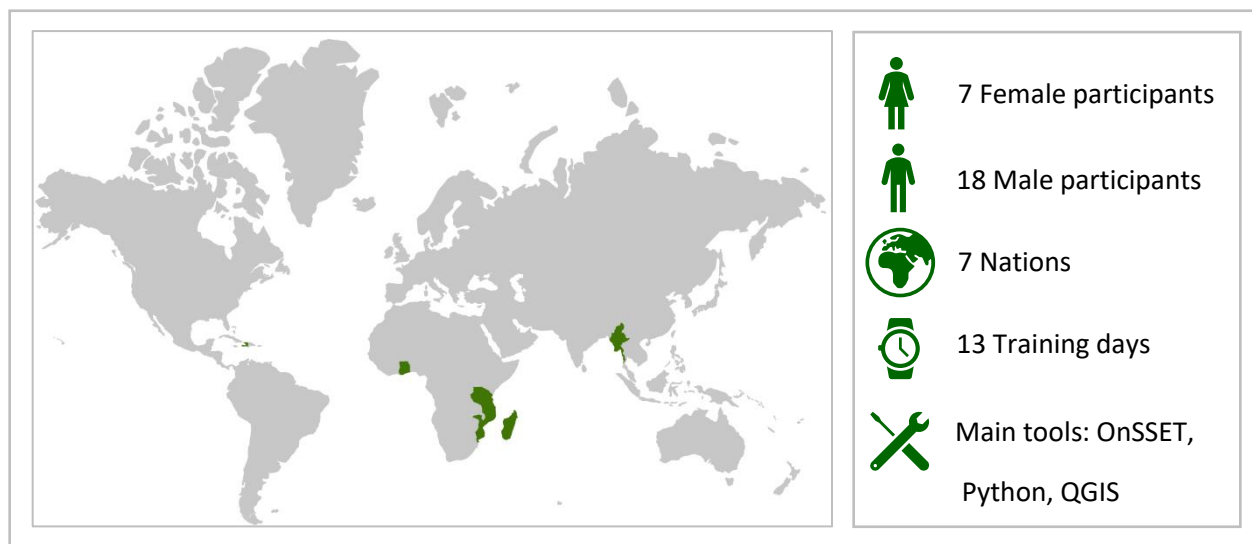 7 Female participants
18 Male participants
7 Nations
13 Training days
Main tools: OnSSET,
Python, QGIS